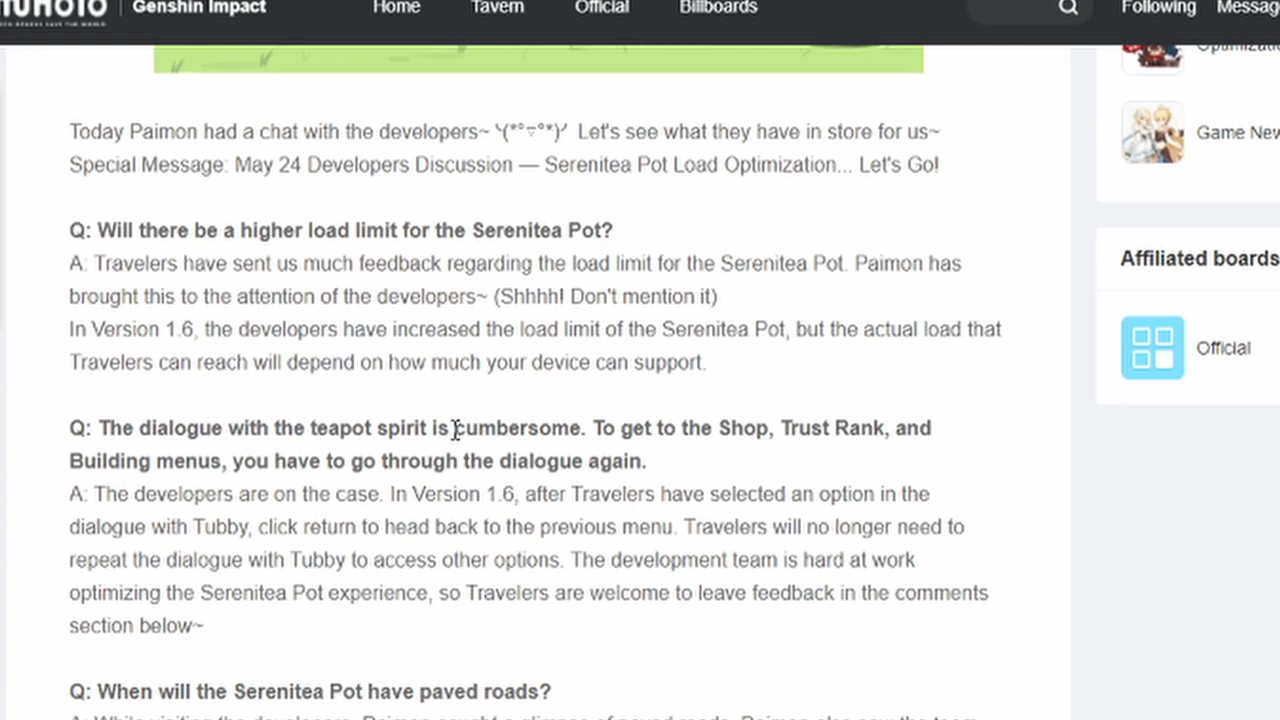 Genshin Impact
Home
Tavern
Official
Billboards
Following
Today Paimon had a chat with the developers~ ヽ(*°▽°*)ノ Let's see what they have in store for us~
Special Message: May 24 Developers Discussion — Serenitea Pot Load Optimization... Let's Go!
Q: Will there be a higher load limit for the Serenitea Pot?
A: Travelers have sent us much feedback regarding the load limit for the Serenitea Pot. Paimon has
brought this to the attention of the developers~ (Shhhh! Don't mention it)
In Version 1.6, the developers have increased the load limit of the Serenitea Pot, but the actual load that
Travelers can reach will depend on how much your device can support.
Q: The dialogue with the teapot spirit is cumbersome. To get to the Shop, Trust Rank, and
Building menus, you have to go through the dialogue again.
A: The developers are on the case. In Version 1.6, after Travelers have selected an option in the
dialogue with Tubby, click return to head back to the previous menu. Travelers will no longer need to
repeat the dialogue with Tubby to access other options. The development team is hard at work
optimizing the Serenitea Pot experience, so Travelers are welcome to leave feedback in the comments
section below~
Q: When will the Serenitea Pot have paved roads?
Game
Affiliated boards
Official